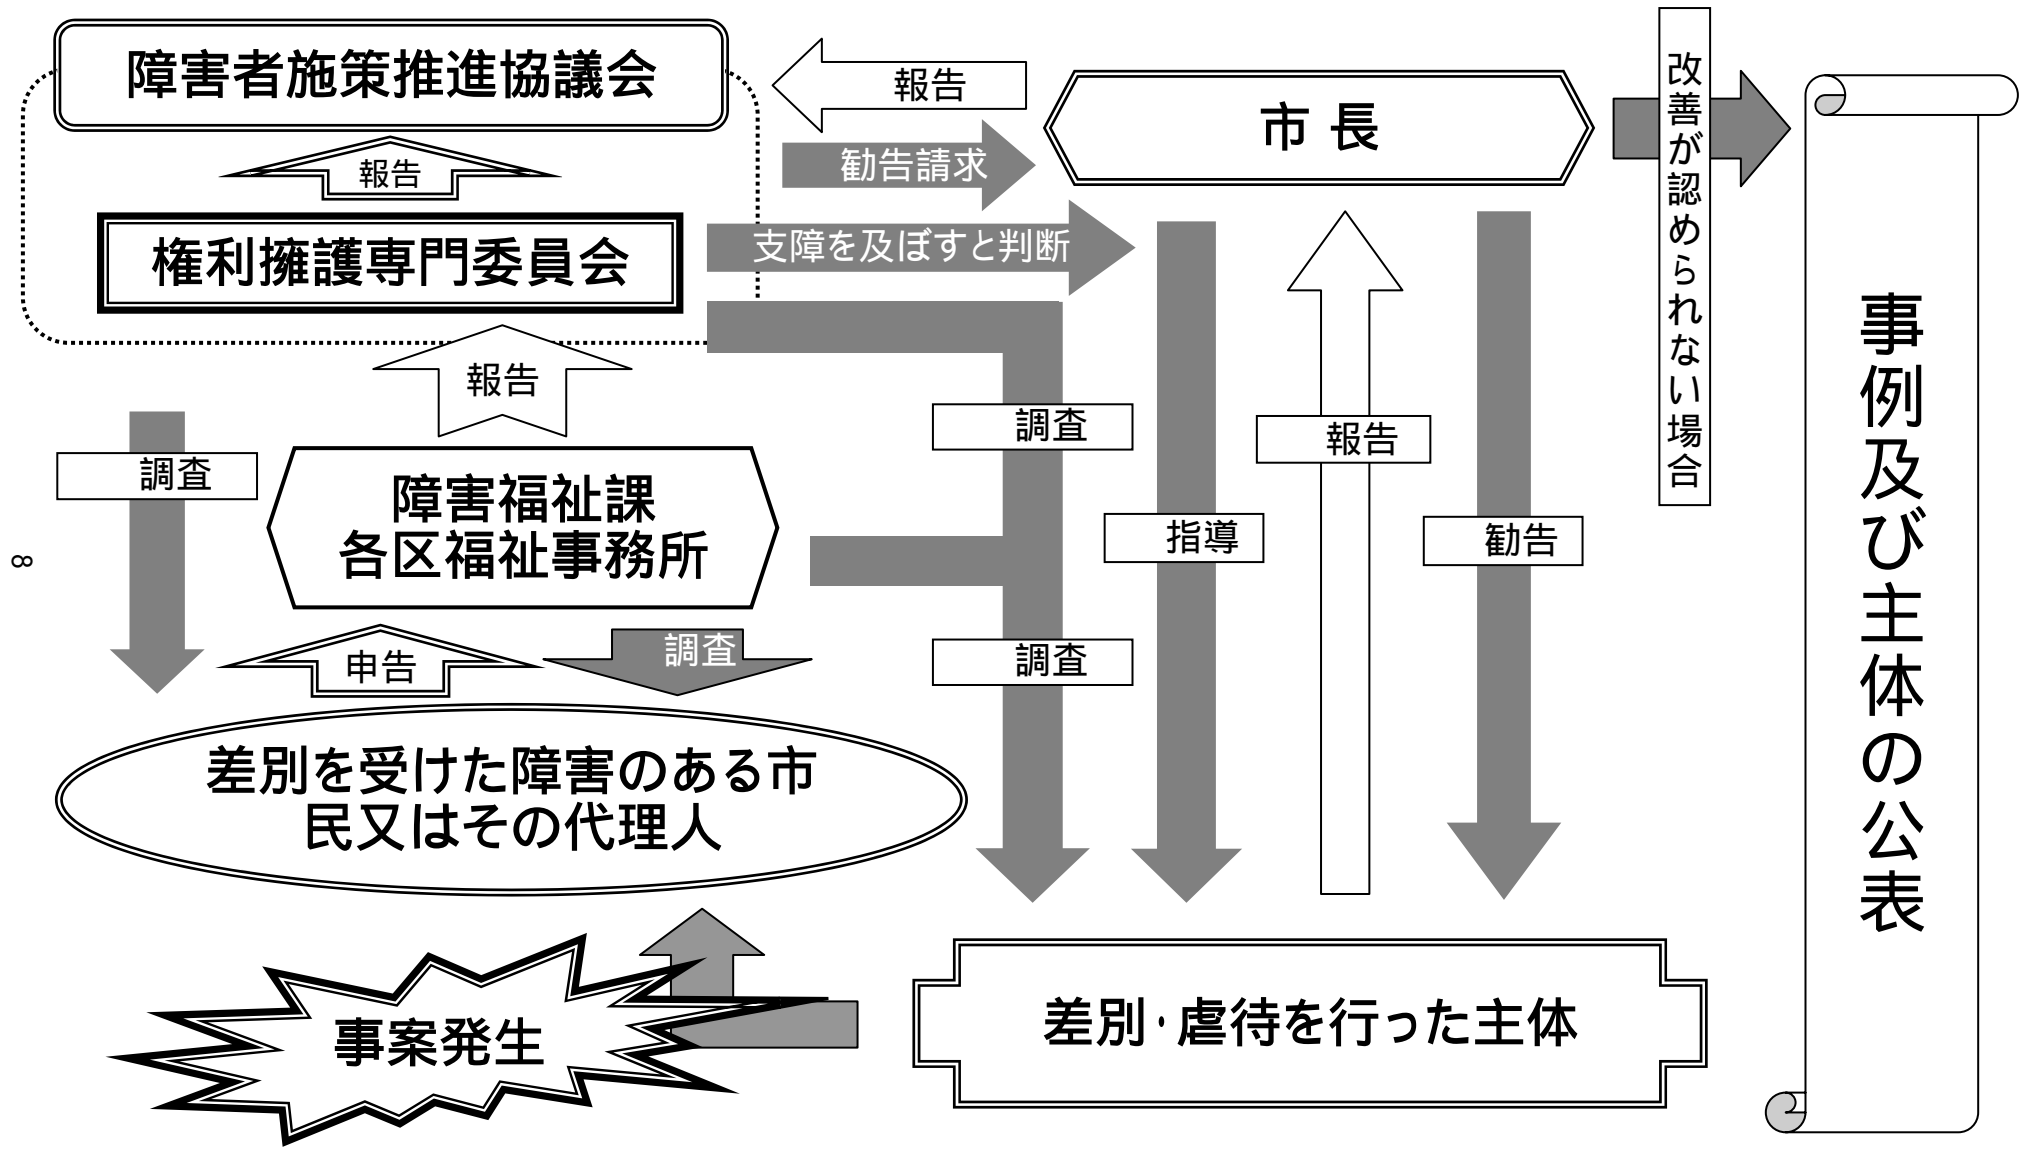 障害者施策推進協議会
報告
市 長
改善が認められない場合
勧告請求
報告
支障を及ぼすと判断
権利擁護専門委員会
報告
事例及び主体の公表
調査
調査
報告
障害福祉課
各区福祉事務所
指導
勧告
8
申告
調査
調査
差別を受けた障害のある市
民又はその代理人
事案発生
差別・虐待を行った主体